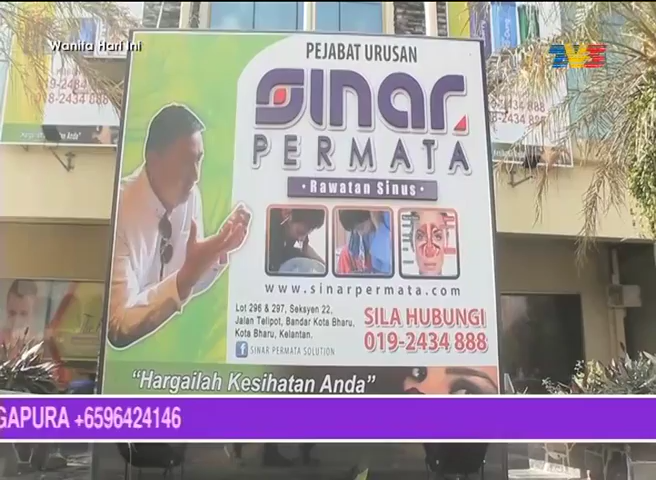 Wanita Hari Ini
TV3
PEJABAT URUSAN
sinar
PERMATA
Rawatan Sinus
www.sinarpermata.com
Lot 296 & 297, Seksyen 22,
Jalan Telipot, Bandar Kota Bharu,
Kota Bharu, Kelantan.
SINAR PERMATA SOLUTION
SILA HUBUNGI
019-2434 888
"Hargailah Kesihatan Anda"
GAPURA +6596424146